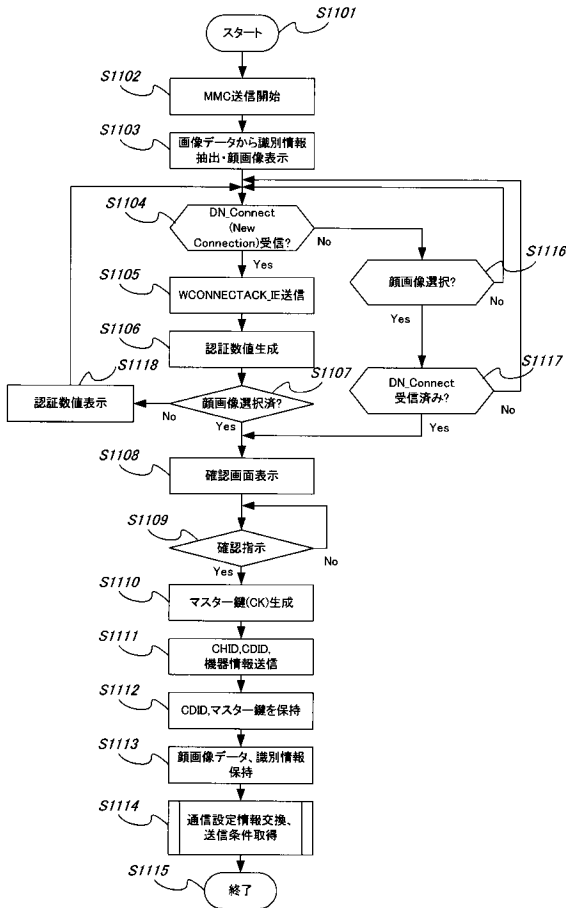 S1101
スタート
S1102
MMC送信開始
S1103
画像データから識別情報
抽出・顔画像表示
S1104
DN_Connect
(New
Connection)受信?
No
Yes
S1116
顔画像選択?
No
Yes
S1105
WCONNECTACK_IE送信
S1106
認証数値生成
S1107
顔画像選択済?
No
Yes
S1118
認証数値表示
S1117
DN_Connect
受信済み?
No
Yes
S1108
確認画面表示
S1109
確認指示
No
Yes
S1110
マスター鍵(CK)生成
S1111
CHID,CDID,
機器情報送信
S1112
CDID,マスター鍵を保持
S1113
顔画像データ、識別情報
保持
S1114
通信設定情報交換、
送信条件取得
S1115
終了